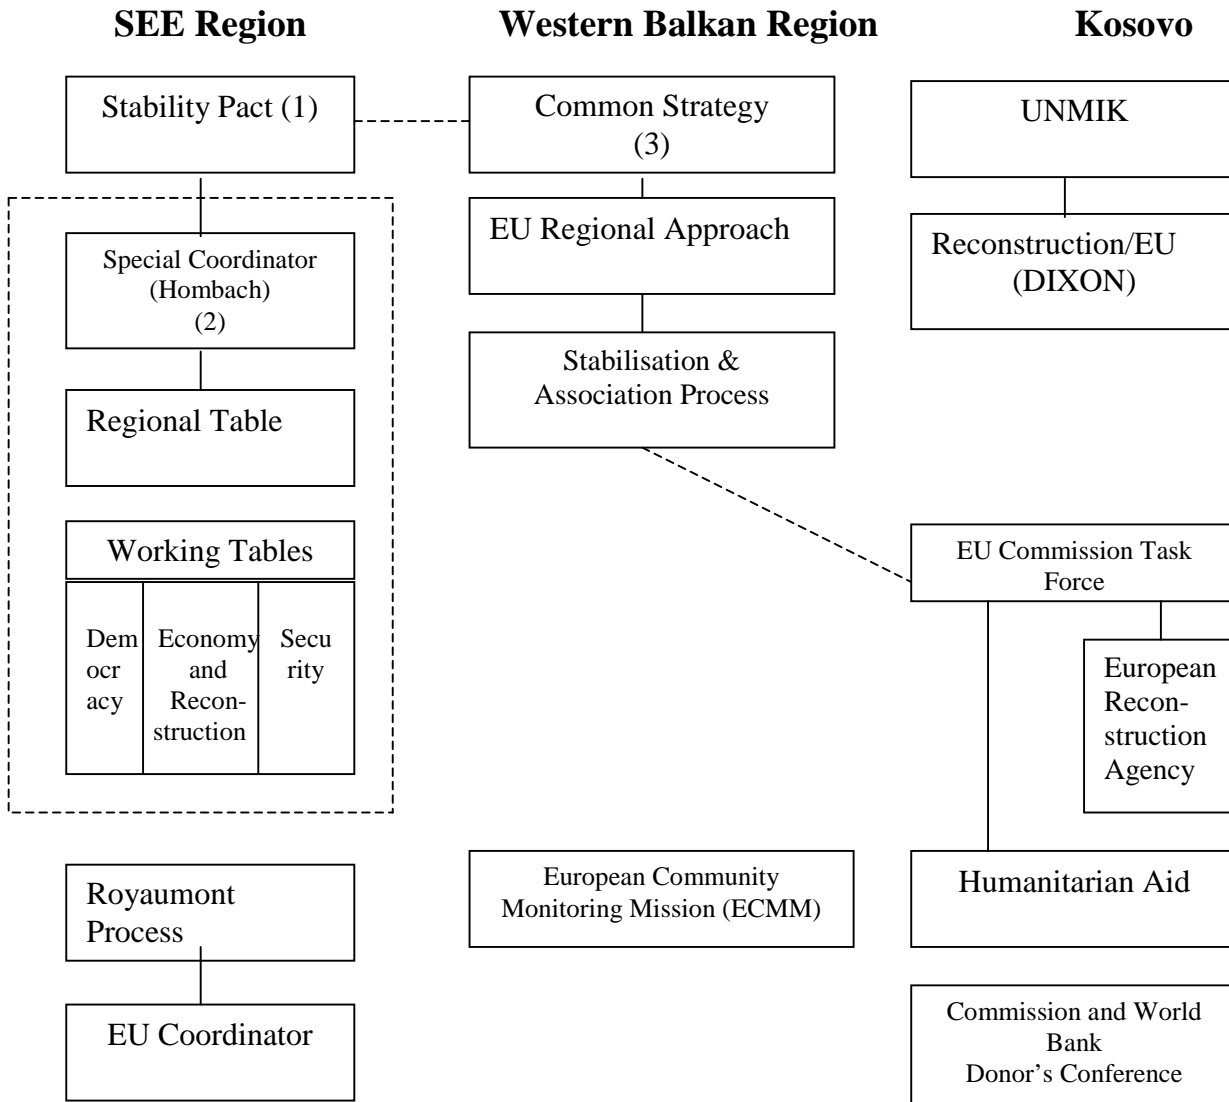 SEE Region
Western Balkan Region
Kosovo
Stability Pact (1)
Common Strategy
(3)
UNMIK
Special Coordinator
(Hombach)
(2)
EU Regional Approach
Reconstruction/EU
(DIXON)
Regional Table
Stabilisation &
Association Process
Working Tables
Dem
ocr
acy
Economy
and
Recon-
struction
Secu
rity
EU Commission Task
Force
European
Recon-
struction
Agency
Royaumont
Process
European Community
Monitoring Mission (ECMM)
Humanitarian Aid
EU Coordinator
Commission and World
Bank
Donor's Conference